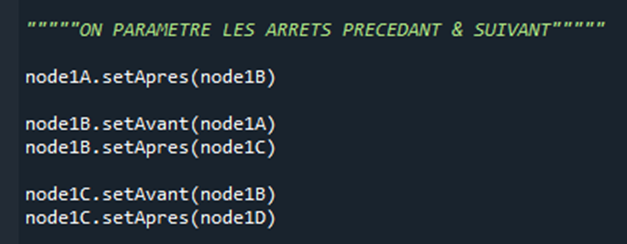 """""ON PARAMETRE LES ARRETS PRECEDANT & SUIVANT"""""
node1A.setApres(node1B)
node1B.setAvant(node1A)
node1B.setApres(node1C)
node1C.setAvant(node1B)
node1C.setApres(node1D)